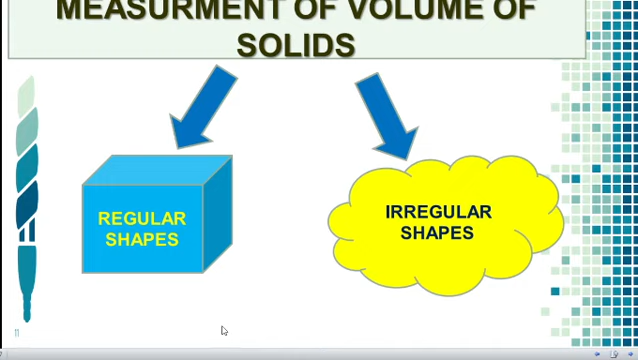 MEASURMENT OF VOLUME OF
SOLIDS
REGULAR
SHAPES
IRREGULAR
SHAPES
11